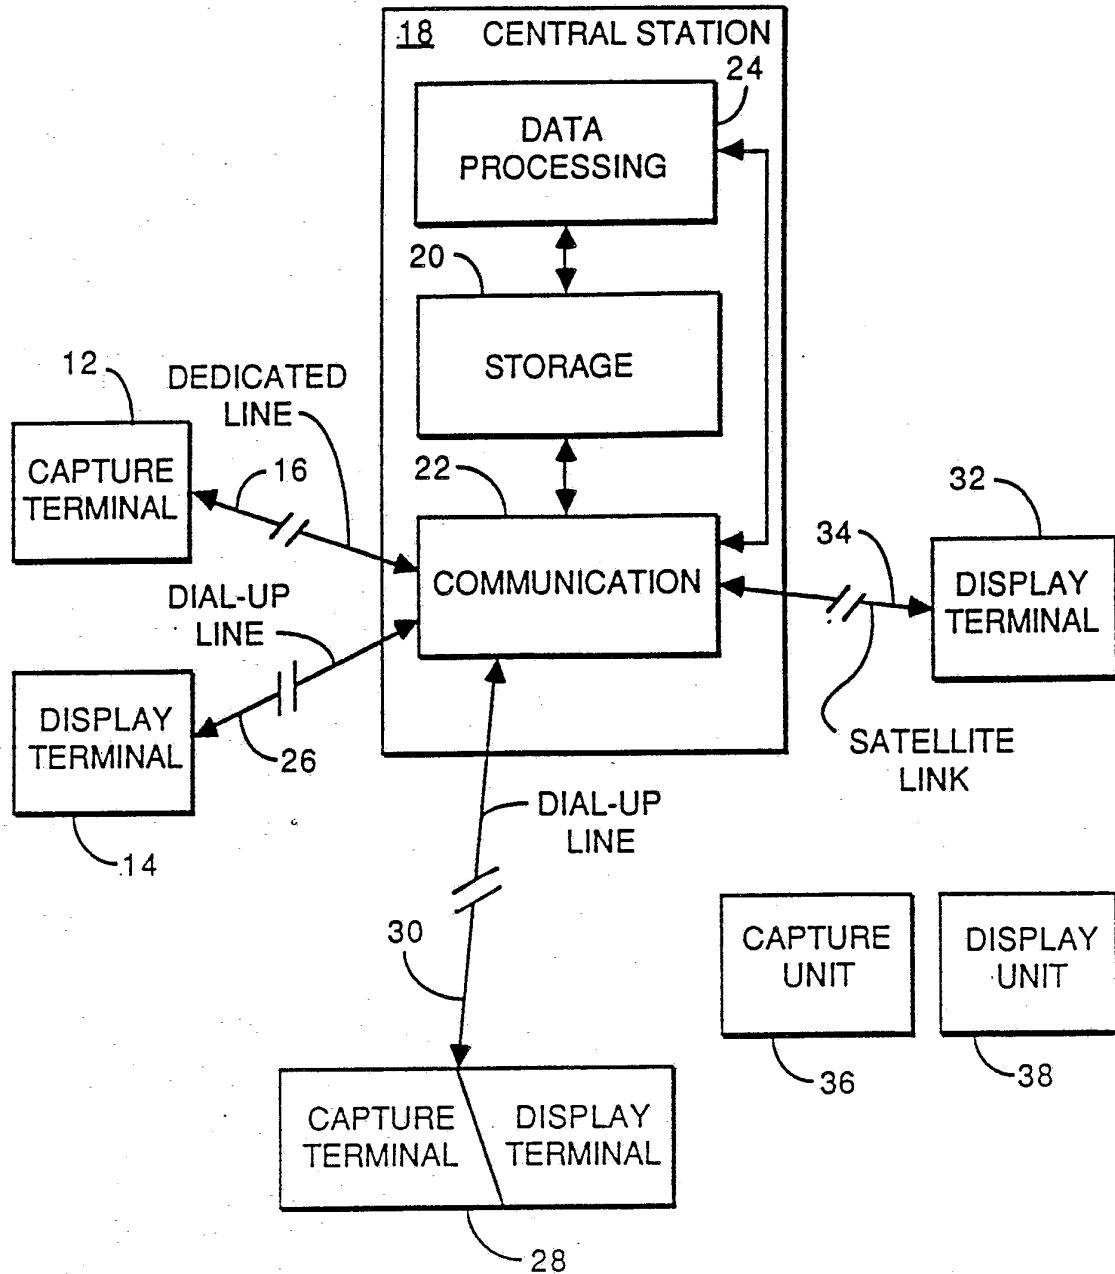 18 CENTRAL STATION
24
DATA
PROCESSING
20
STORAGE
12
DEDICATED
LINE
CAPTURE
TERMINAL
16
22
COMMUNICATION
32
34
DISPLAY
TERMINAL
DIAL-UP
LINE
DISPLAY
TERMINAL
26
14
SATELLITE
LINK
DIAL-UP
LINE
30
CAPTURE
UNIT
36
DISPLAY
UNIT
38
CAPTURE
TERMINAL
DISPLAY
TERMINAL
28